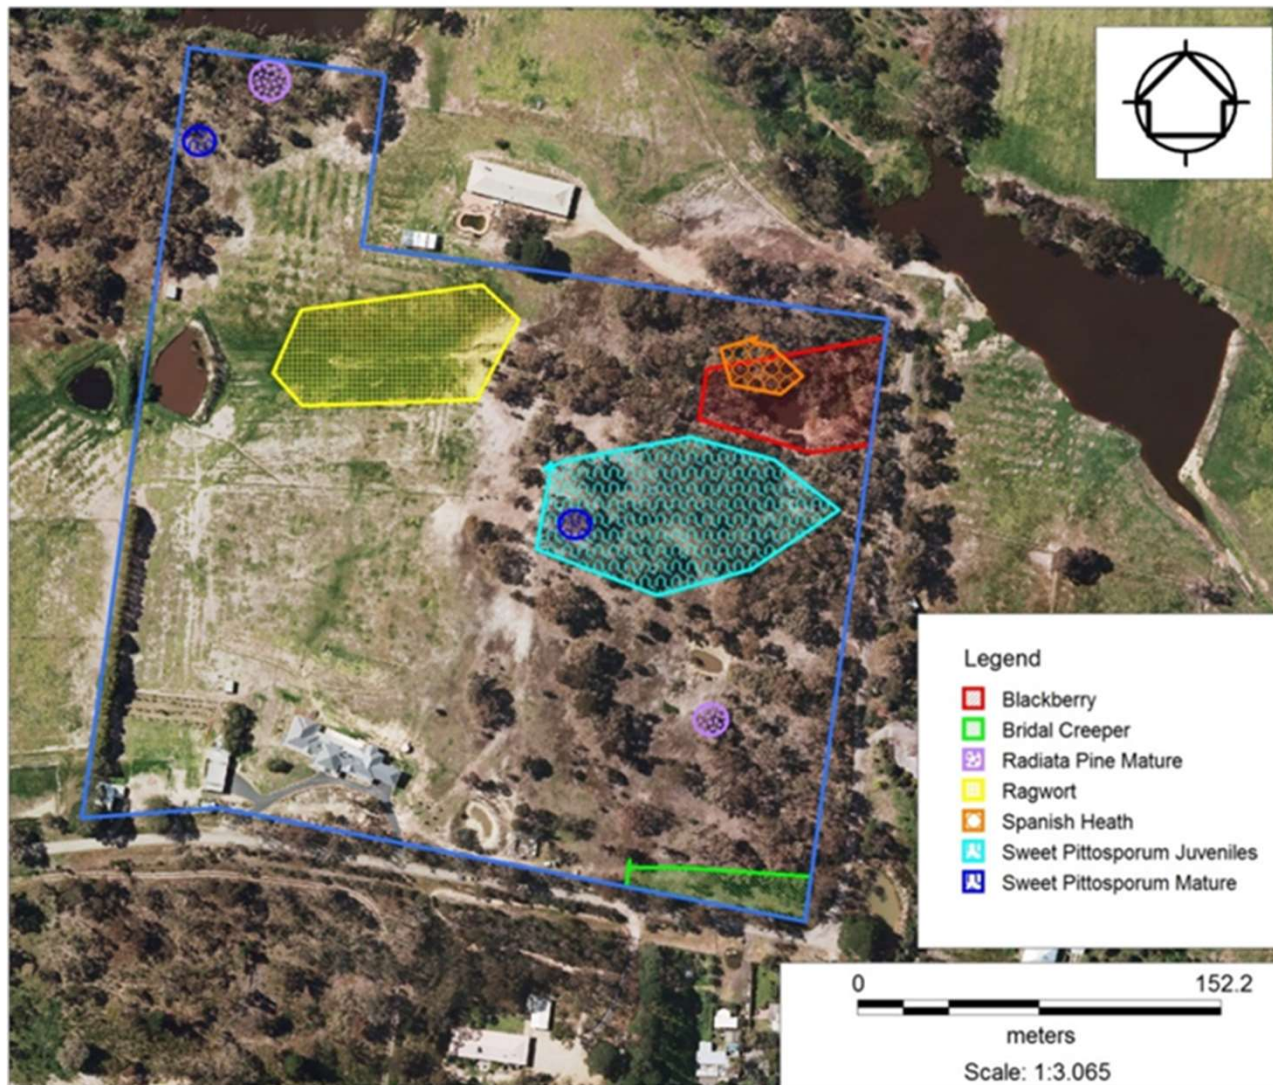 Legend
Blackberry
Bridal Creeper
Radiata Pine Mature
Ragwort
Spanish Heath
Sweet Pittosporum Juveniles
Sweet Pittosporum Mature
0 152.2
meters
Scale: 1:3.065